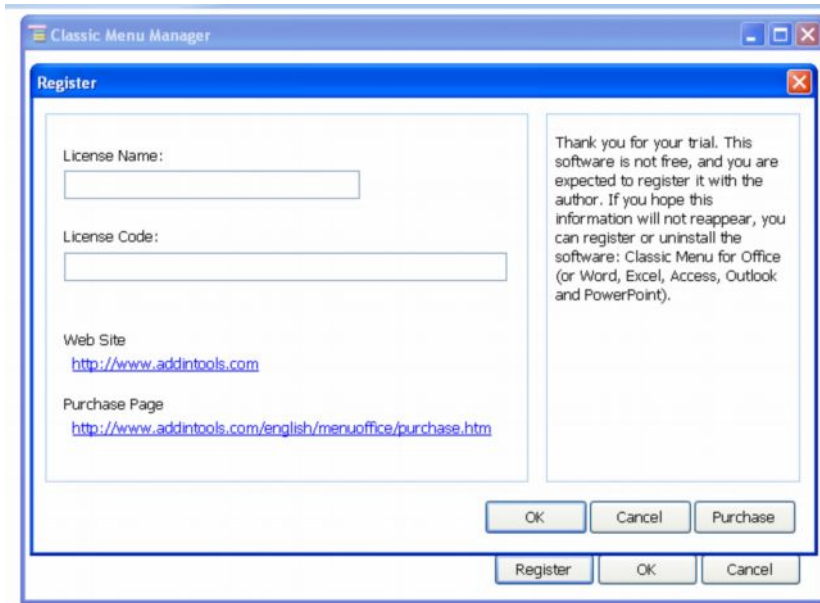 Classic Menu Manager
Register
License Name:
License Code:
Web Site
http://www.addintools.com
Purchase Page
http://www.addintools.com/english/menuoffice/purchase.htm
Thank you for your trial. This
software is not free, and you are
expected to register it with the
author. If you hope this
information will not reappear, you
can register or uninstall the
software: Classic Menu for Office
(or Word, Excel, Access, Outlook
and PowerPoint).
OK
Cancel
Purchase
Register
OK
Cancel